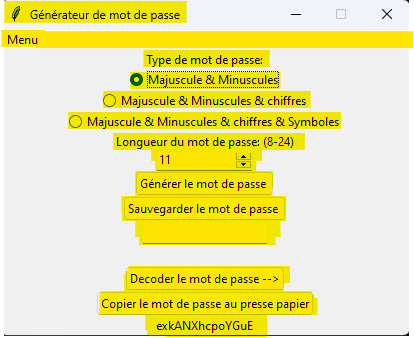 Générateur de mot de passe
Menu
Type de mot de passe:
Majuscule & Minuscules
Majuscule & Minuscules & chiffres
Majuscule & Minuscules & chiffres & Symboles
Longueur du mot de passe: (8-24)
11
Générer le mot de passe
Sauvegarder le mot de passe
Decoder le mot de passe -->
Copier le mot de passe au presse papier
exkANXhcpoYGuE